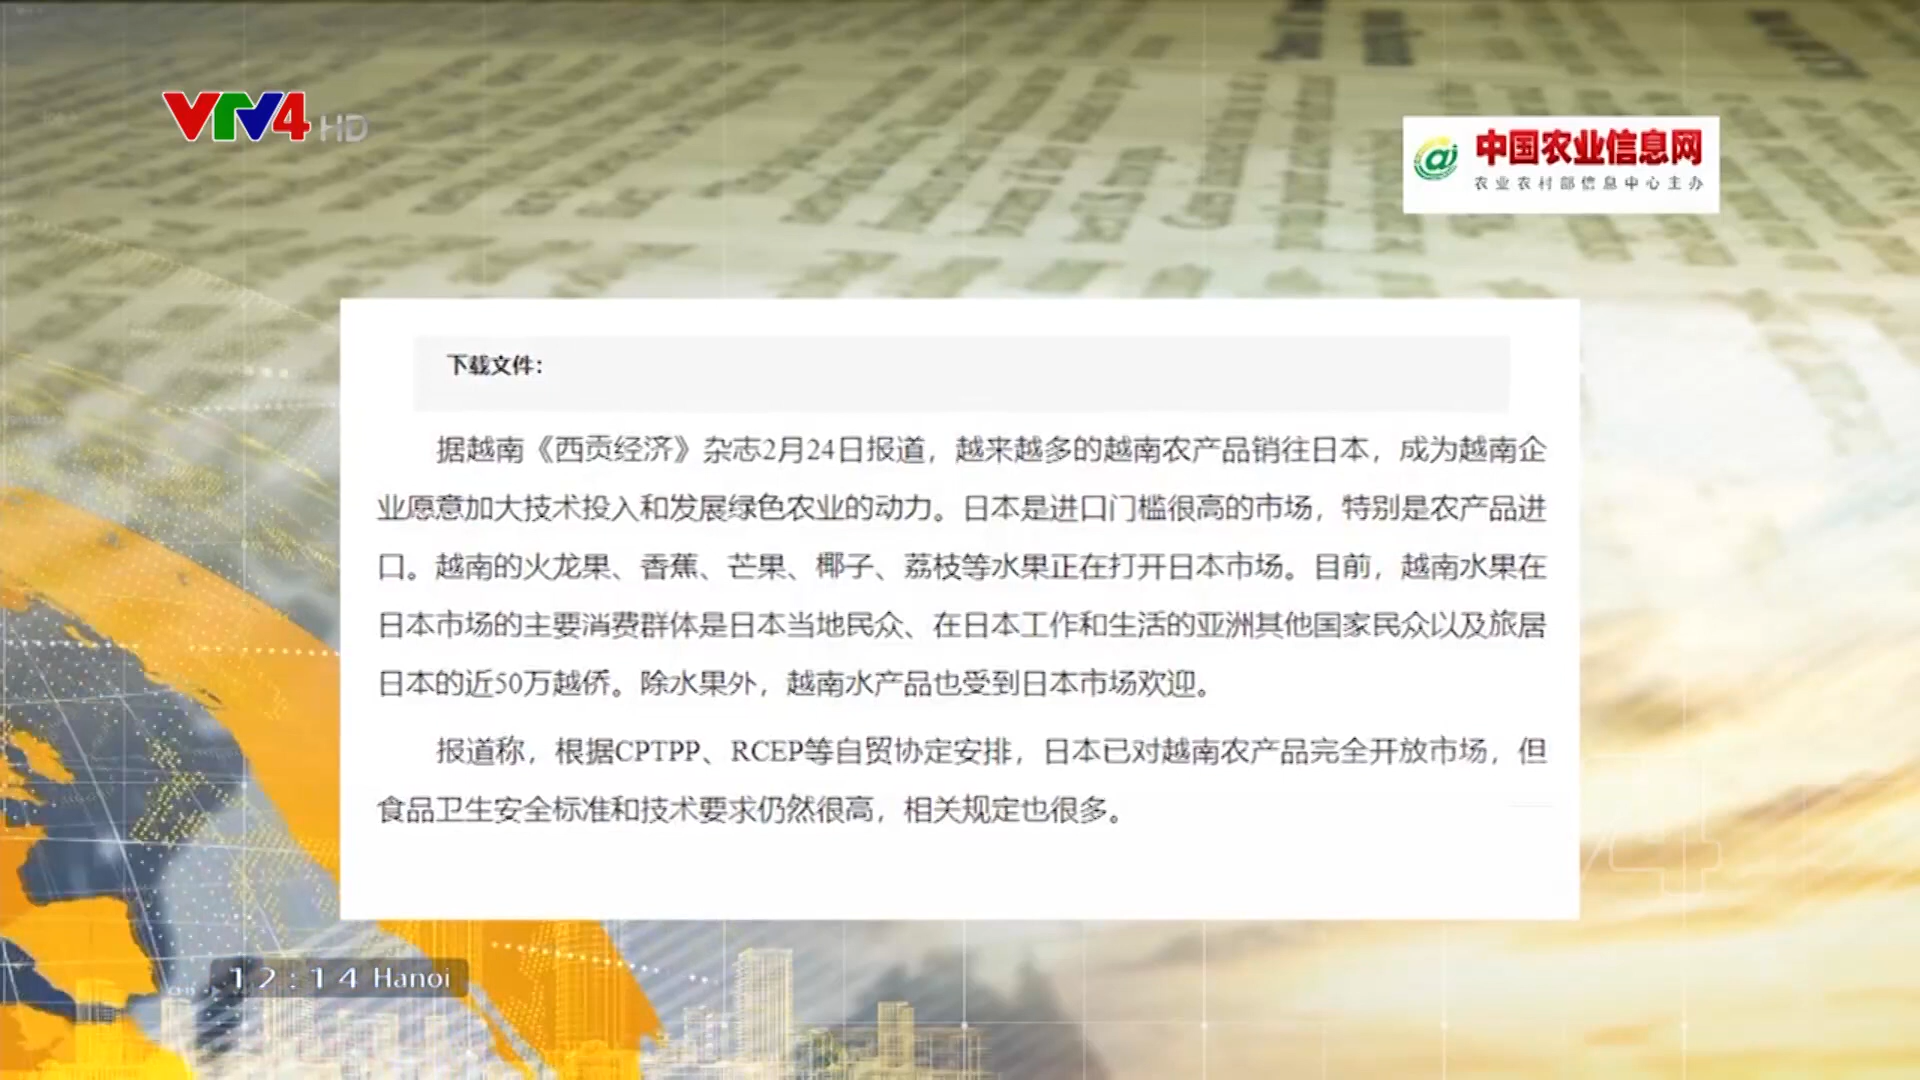 VTV4 HD
中国农业信息网
农业农村部信息中心主办
下载文件：
据越南《西贡经济》杂志2月24日报道，越来越多的越南农产品销往日本，成为越南企
业愿意加大技术投入和发展绿色农业的动力。日本是进口门槛很高的市场，特别是农产品进
口。越南的火龙果、香蕉、芒果、椰子、荔枝等水果正在打开日本市场。目前，越南水果在
日本市场的主要消费群体是日本当地民众、在日本工作和生活的亚洲其他国家民众以及旅居
日本的近50万越侨。除水果外，越南水产品也受到日本市场欢迎。
报道称，根据CPTPP、RCEP等自贸协定安排，日本已对越南农产品完全开放市场，但
食品卫生安全标准和技术要求仍然很高，相关规定也很多。
12:14 Hanoi